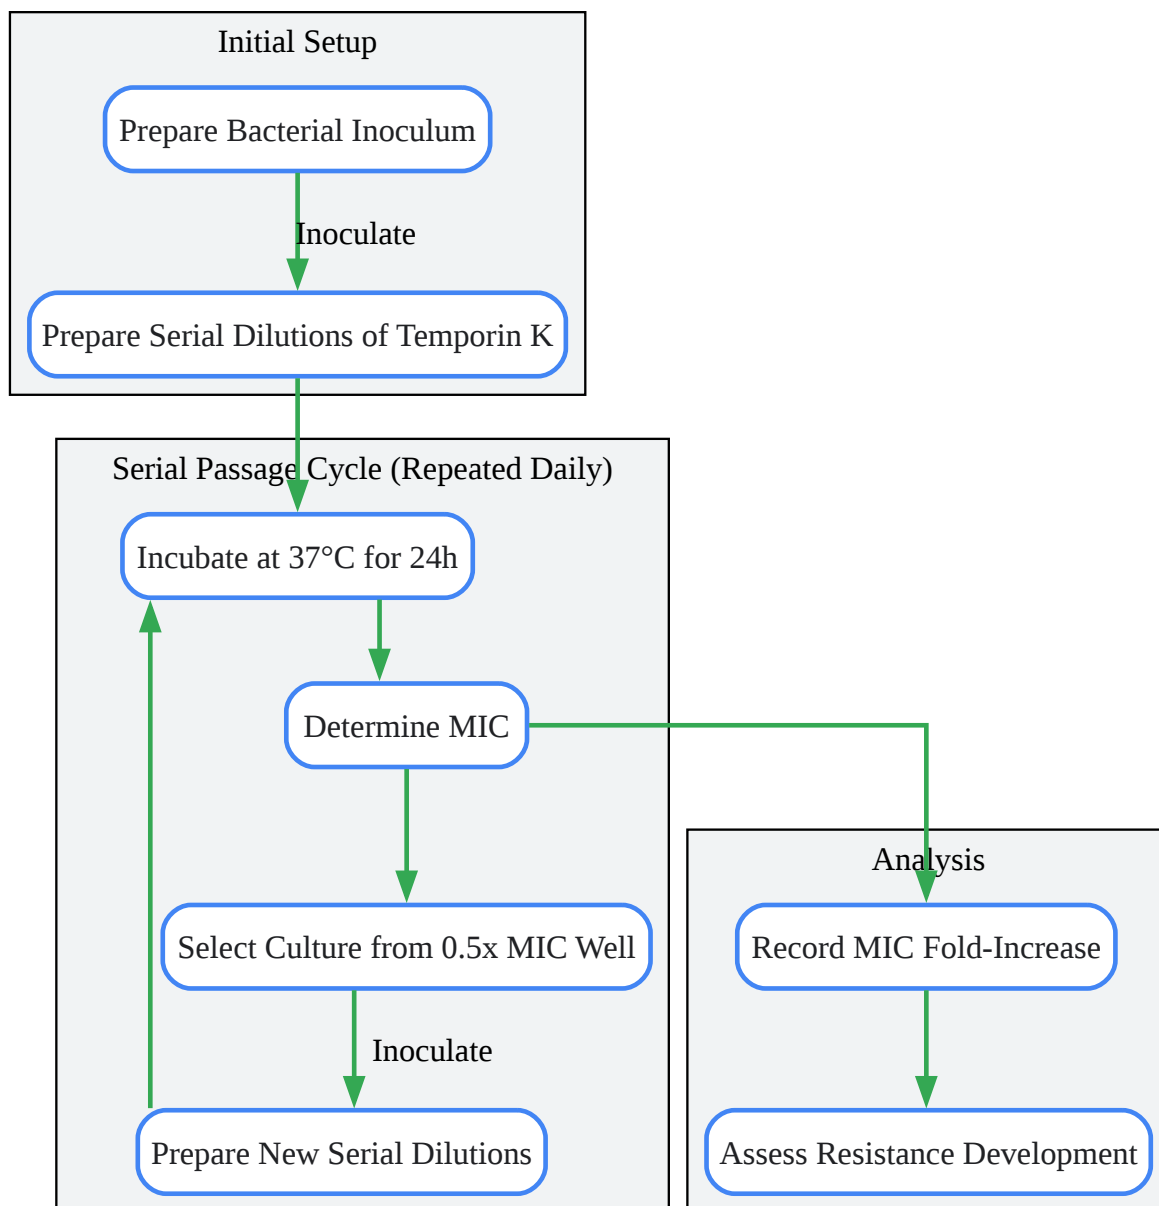 Initial Setup
Prepare Bacterial Inoculum
Inoculate
Prepare Serial Dilutions of Temporin K
Serial Passage Cycle (Repeated Daily)
Incubate at 37°C for 24h
Determine MIC
Select Culture from 0.5x MIC Well
Inoculate
Prepare New Serial Dilutions
Analysis
Record MIC Fold-Increase
Assess Resistance Development